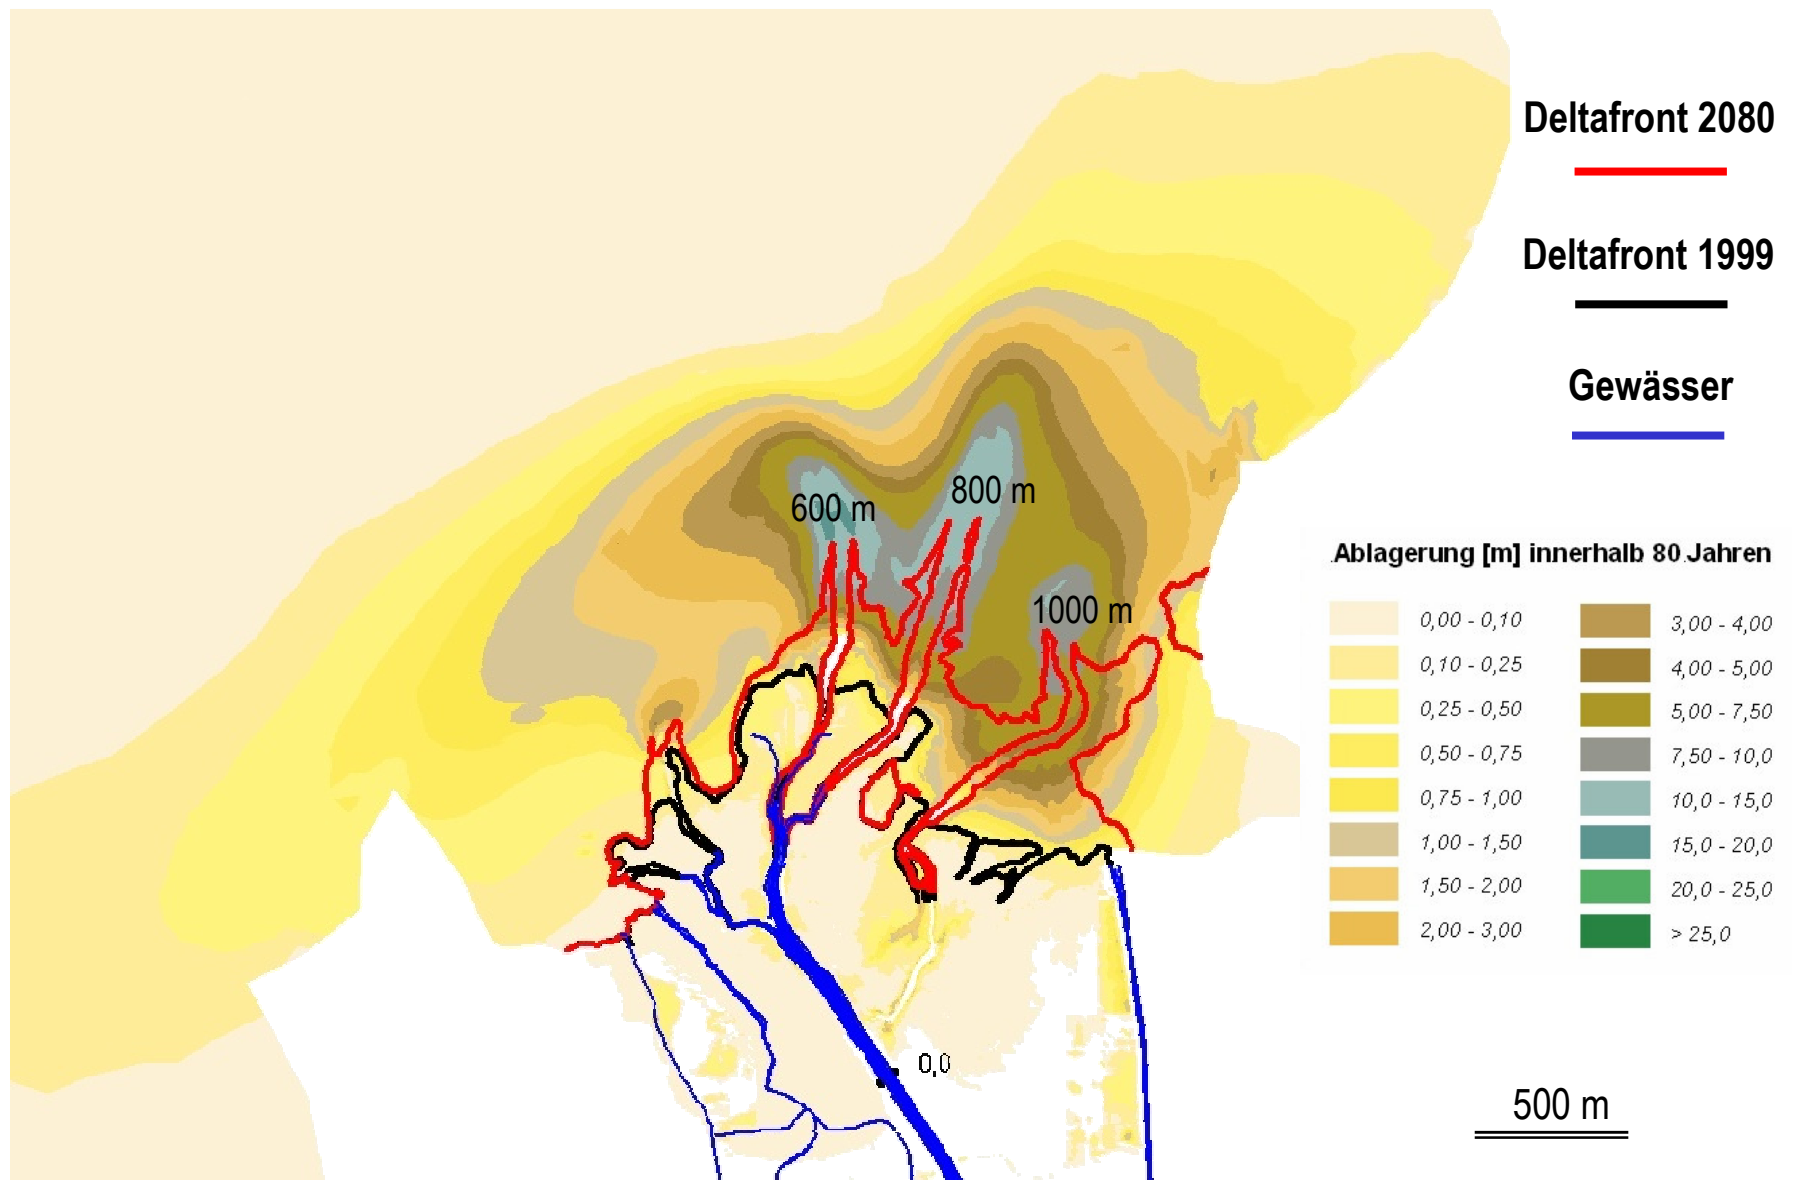 Deltafront 2080
Deltafront 1999
Gewässer
600 m
800 m
1000 m
Ablagerung [m] innerhalb 80 Jahren
0,00 - 0,10
0,10 - 0,25
0,25 - 0,50
0,50 - 0,75
0,75 - 1,00
1,00 - 1,50
1,50 - 2,00
2,00 - 3,00
3,00 - 4,00
4,00 - 5,00
5,00 - 7,50
7,50 - 10,0
10,0 - 15,0
15,0 - 20,0
20,0 - 25,0
> 25,0
0,0
500 m